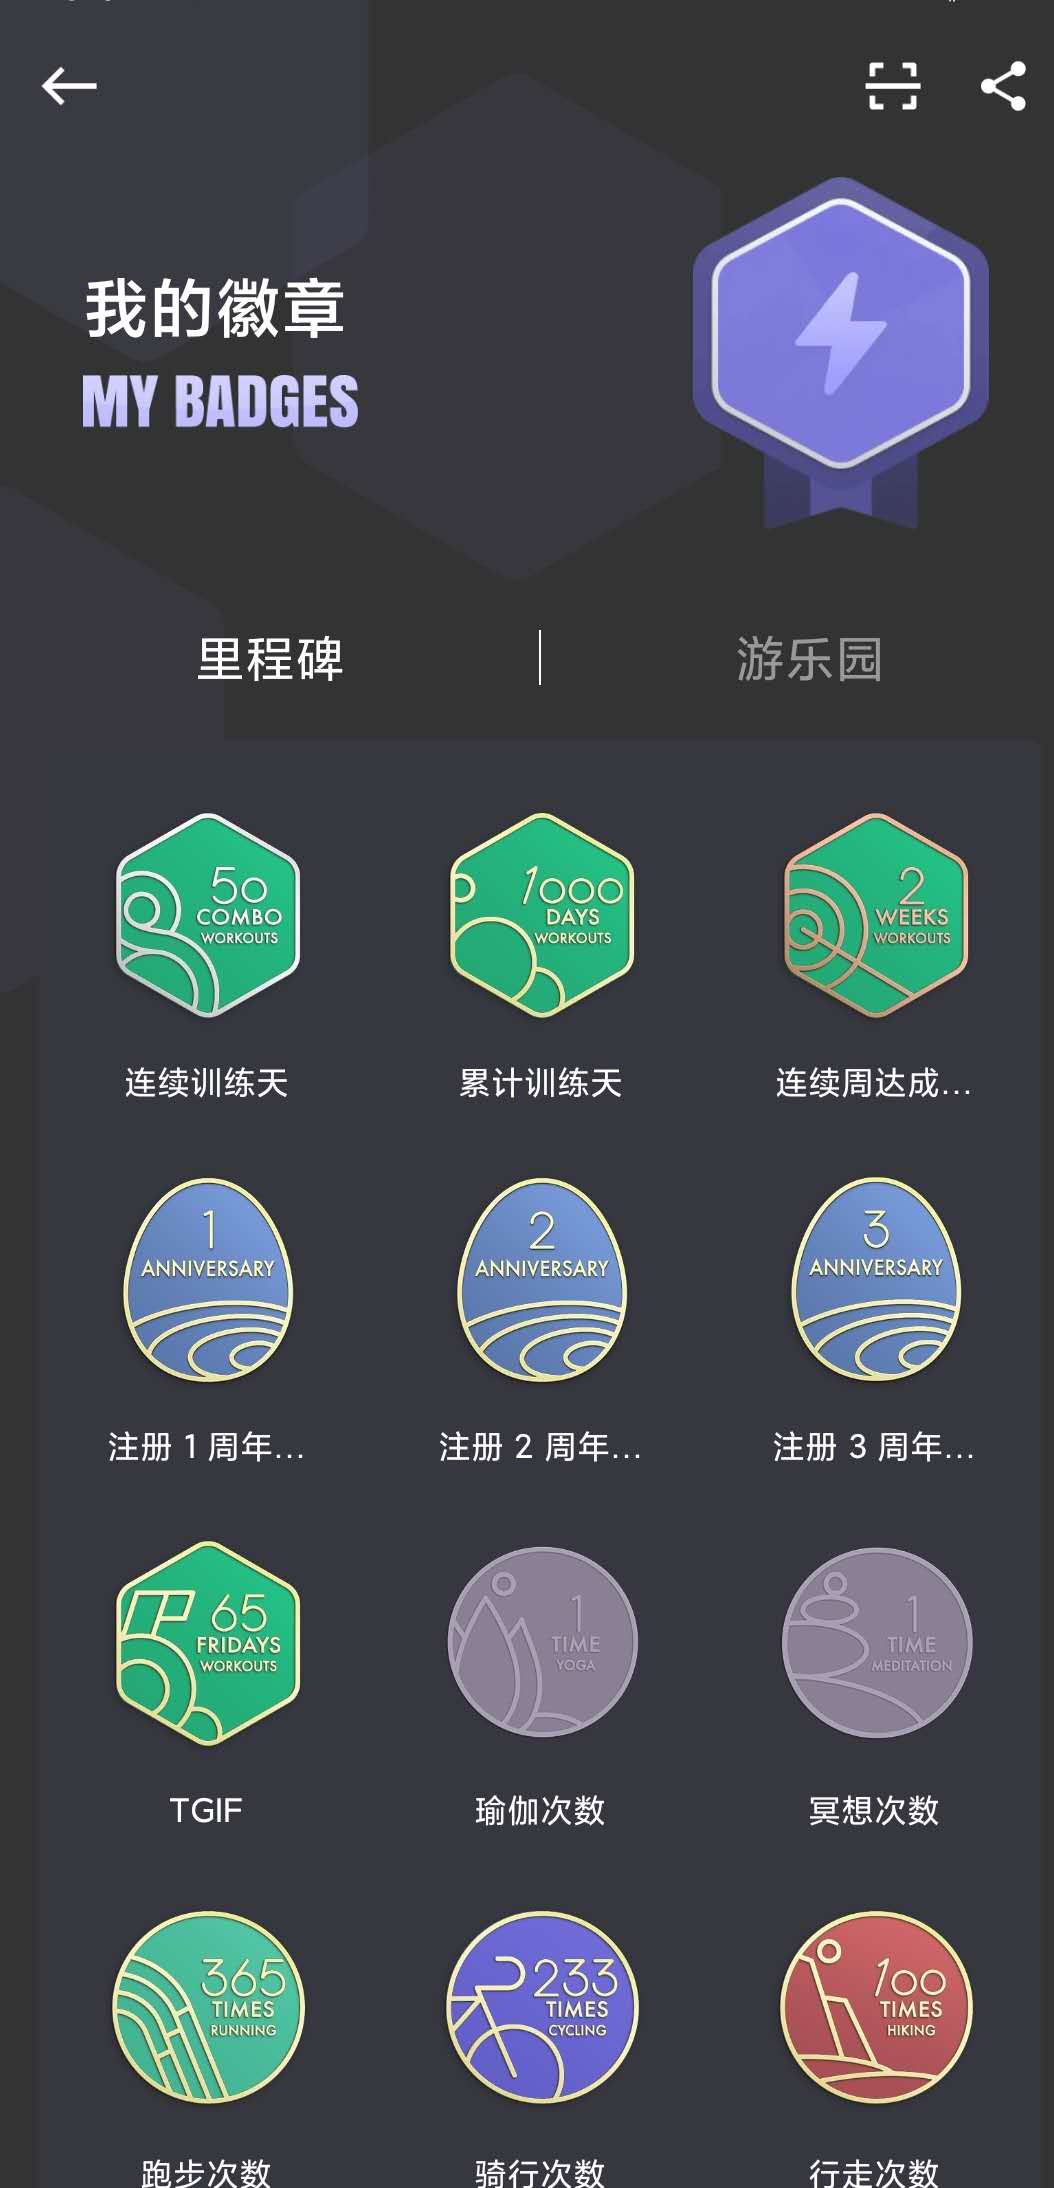 我的徽章
MY BADGES
里程碑
游乐园
50
COMBO
WORKOUTS
1000
DAYS
WORKOUTS
2
WEEKS
WORKOUTS
连续训练天
累计训练天
连续周达成...
1
ANNIVERSARY
2
ANNIVERSARY
3
ANNIVERSARY
注册 1 周年...
注册 2 周年...
注册 3 周年...
65
FRIDAYS
WORKOUTS
1
TIME
YOGA
1
TIME
MEDITATION
TGIF
瑜伽次数
冥想次数
365
TIMES
RUNNING
233
TIMES
CYCLING
100
TIMES
HIKING
跑步次数
骑行次数
行走次数